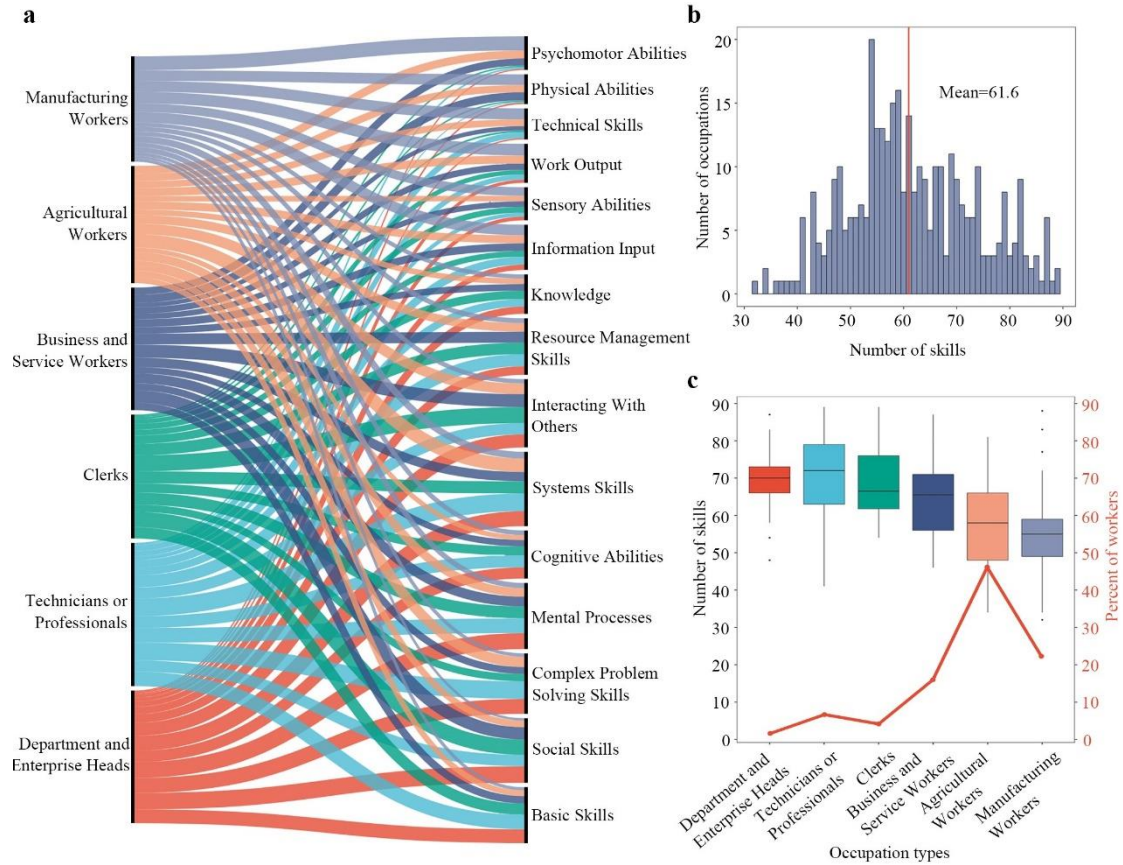 a
Manufacturing
Workers
Agricultural
Workers
Business and
Service Workers
Clerks
Technicians or
Professionals
Department and
Enterprise Heads
Psychomotor Abilities
Physical Abilities
Technical Skills
Work Output
Sensory Abilities
Information Input
Knowledge
Resource Management
Skills
Interacting With
Others
Systems Skills
Cognitive Abilities
Mental Processes
Complex Problem
Solving Skills
Social Skills
Basic Skills
b
Number of occupations
20
15
10
5
0
Mean=61.6
30
40
50
60
70
80
90
Number of skills
c
Number of skills
90
80
70
60
50
40
30
20
10
0
90
80
70
60
50
40
30
20
10
0
Percent of workers
Department and
Enterprise Heads
Technicians or
Professionals
Clerks
Business and
Service Workers
Agricultural
Workers
Manufacturing
Workers
Occupation types